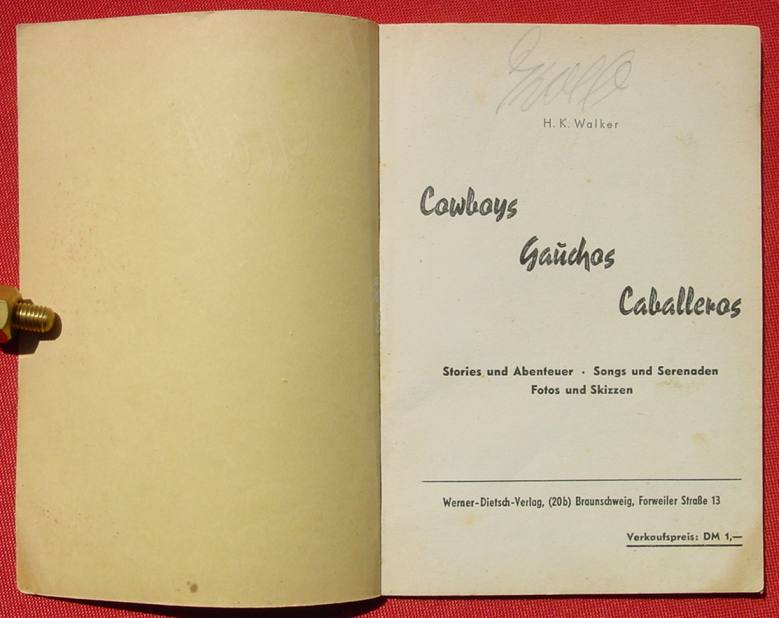 H. K. Walker
Cowboys
Gauchos
Caballeros
Stories und Abenteuer · Songs und Serenaden
Fotos und Skizzen
Werner-Dietsch-Verlag, (20b) Braunschweig, Forweiler Straße 13
Verkaufspreis: DM 1,—